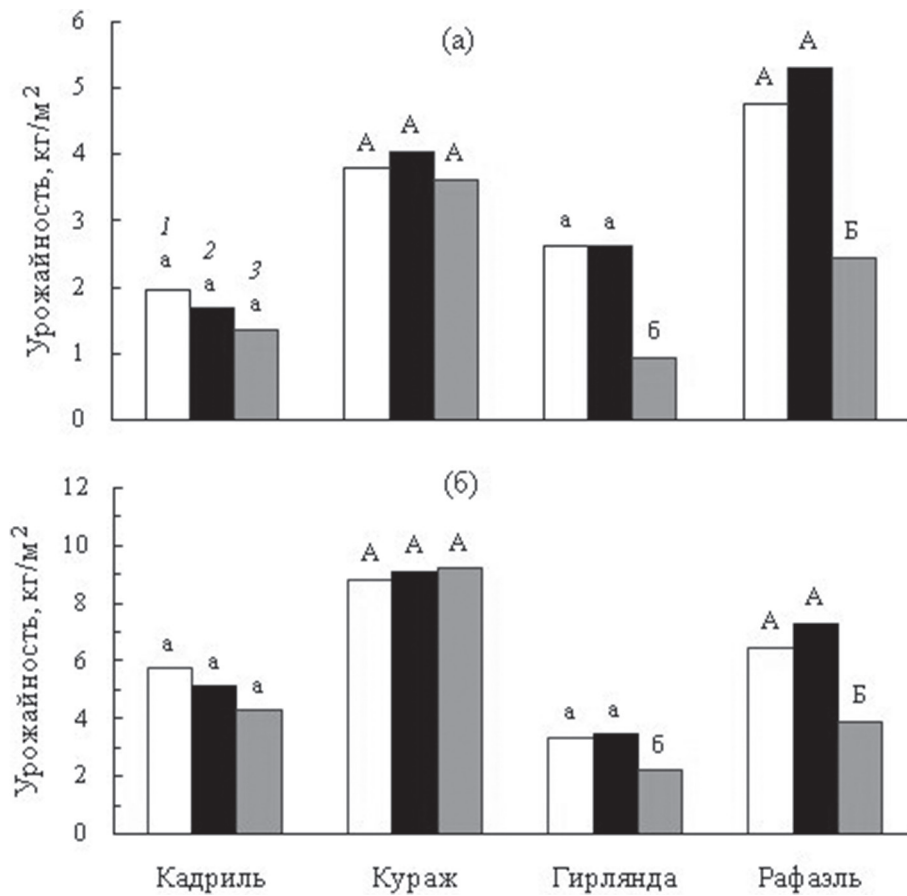 (а)
Урожайность, кг/м²
6
5
4
3
2
1
0
1 2 3
а а а
А А А
а а б
А А Б
(б)
Урожайность, кг/м²
12
10
8
6
4
2
0
а а а
А А А
а а б
А А Б
Кадриль Кураж Гирлянда Рафаэль